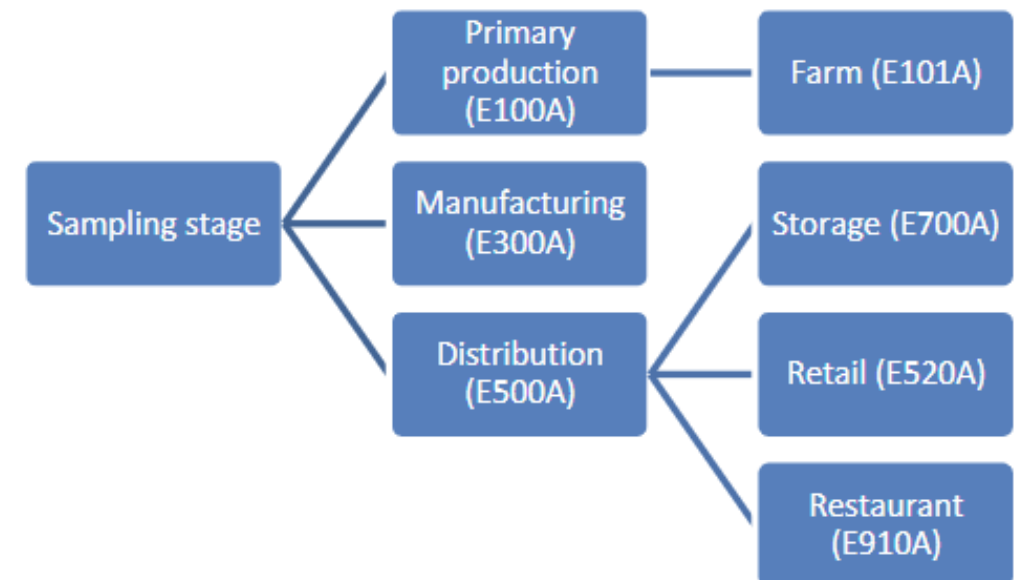 Primary
production
(E100A)
Farm (E101A)
Sampling stage
Manufacturing
(E300A)
Storage (E700A)
Distribution
(E500A)
Retail (E520A)
Restaurant
(E910A)